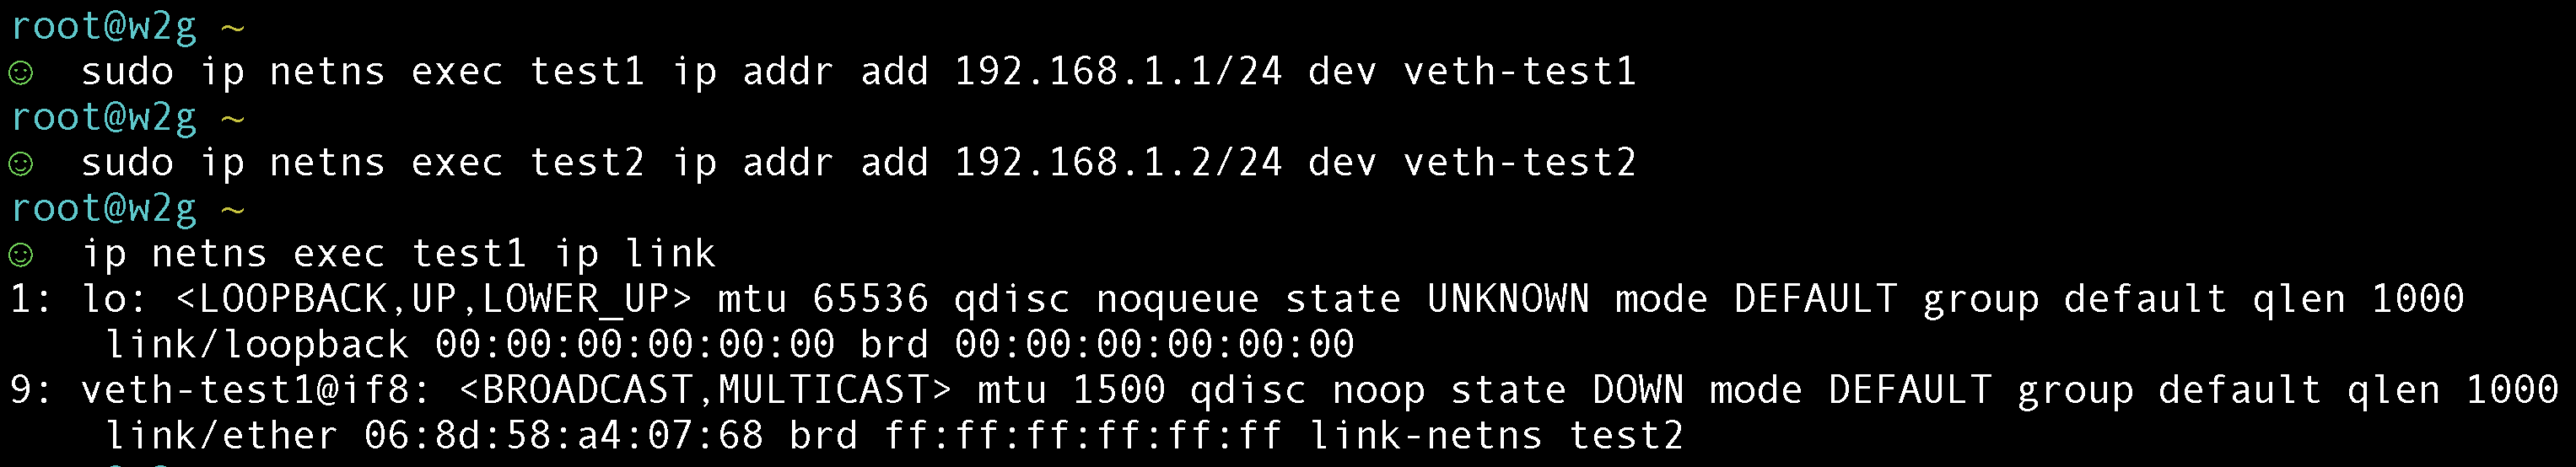 root@w2g ~
☺ sudo ip netns exec test1 ip addr add 192.168.1.1/24 dev veth-test1
root@w2g ~
☺ sudo ip netns exec test2 ip addr add 192.168.1.2/24 dev veth-test2
root@w2g ~
☺ ip netns exec test1 ip link
1: lo: <LOOPBACK,UP,LOWER_UP> mtu 65536 qdisc noqueue state UNKNOWN mode DEFAULT group default qlen 1000
    link/loopback 00:00:00:00:00:00 brd 00:00:00:00:00:00
9: veth-test1@if8: <BROADCAST,MULTICAST> mtu 1500 qdisc noop state DOWN mode DEFAULT group default qlen 1000
    link/ether 06:8d:58:a4:07:68 brd ff:ff:ff:ff:ff:ff link-netns test2